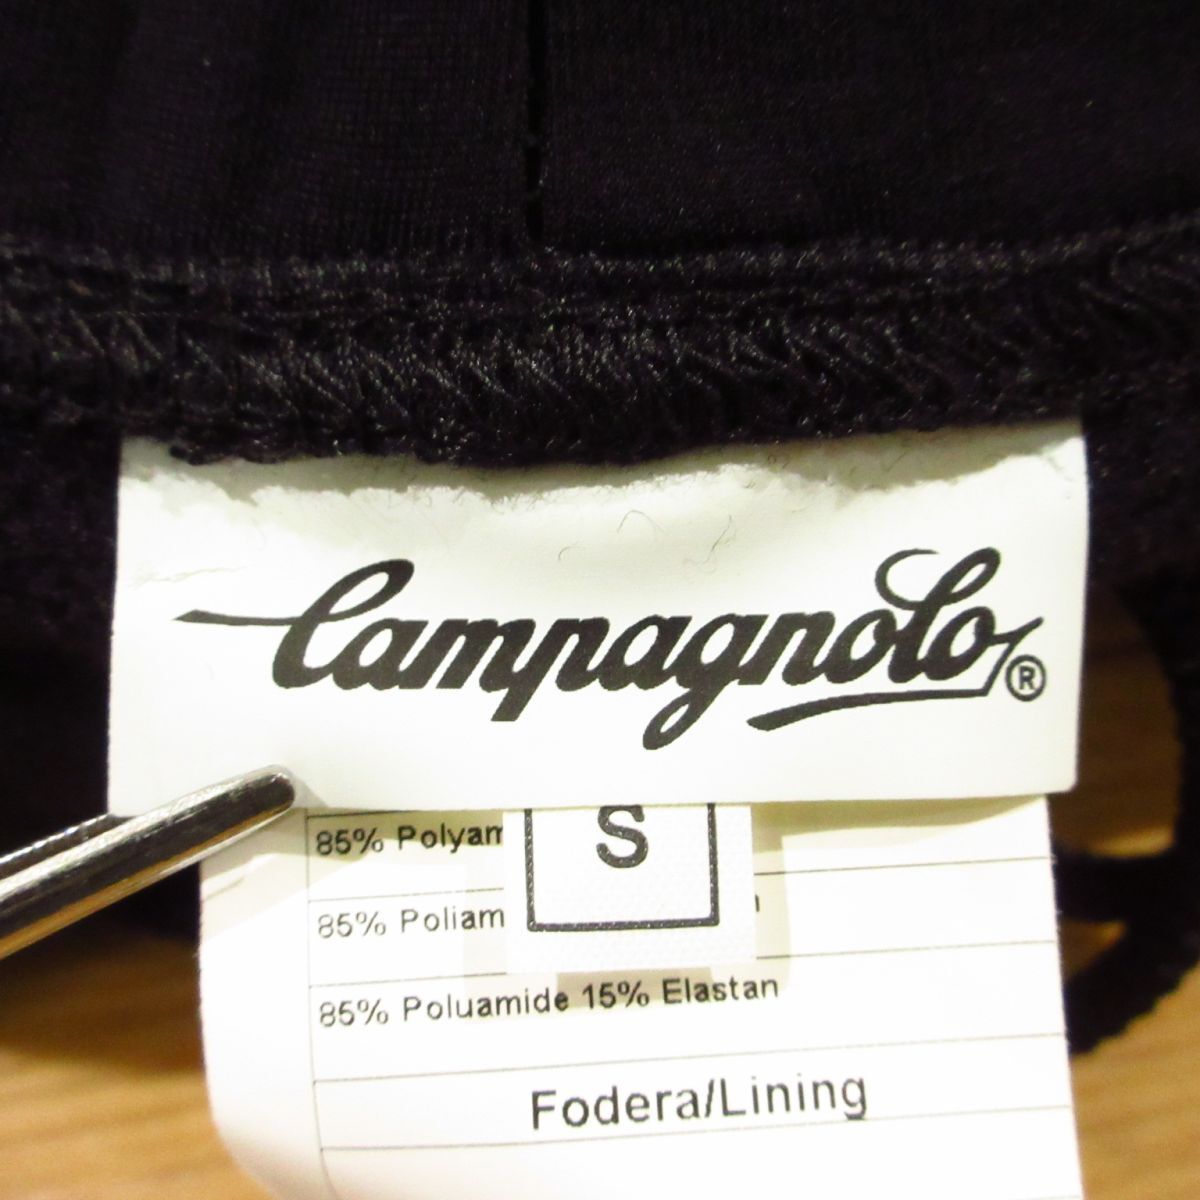 Campagnolo®
S
85% Polyam
85% Poliam
85% Poluamide 15% Elastan
Fodera/Lining